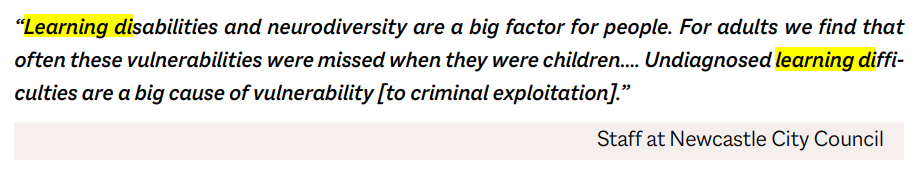 “Learning disabilities and neurodiversity are a big factor for people. For adults we find that
often these vulnerabilities were missed when they were children.... Undiagnosed learning diffi-
culties are a big cause of vulnerability [to criminal exploitation].”
Staff at Newcastle City Council